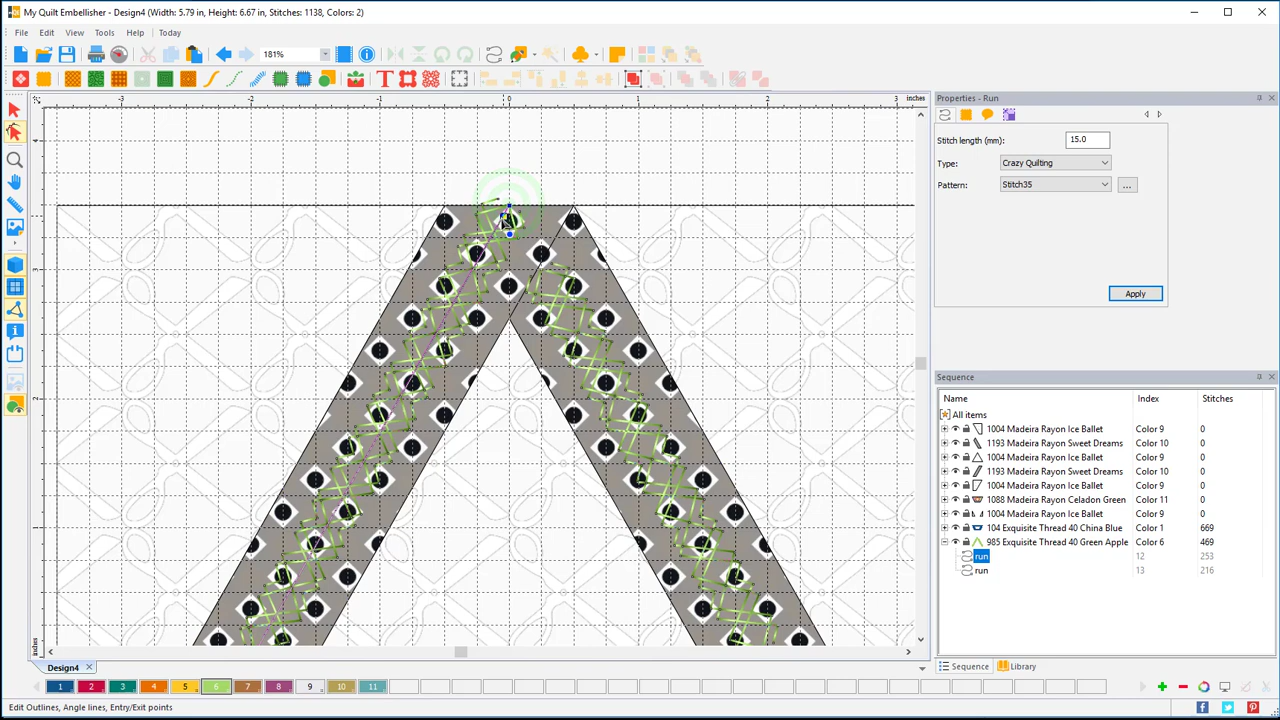 My Quilt Embellisher - Design4 (Width: 5.79 in, Height: 6.67 in, Stitches: 1138, Colors: 2)
File Edit View Tools Help Today
181%
-3 -2 -1 0 1 2 3 inches
4
3
2
1
inches
Properties - Run
Stitch length (mm): 15.0
Type: Crazy Quilting
Pattern: Stitch35 ...
Apply
Sequence
Name Index Stitches
All items
1004 Madeira Rayon Ice Ballet Color 9 0
1193 Madeira Rayon Sweet Dreams Color 10 0
1004 Madeira Rayon Ice Ballet Color 9 0
1193 Madeira Rayon Sweet Dreams Color 10 0
1004 Madeira Rayon Ice Ballet Color 9 0
1088 Madeira Rayon Celadon Green Color 11 0
1004 Madeira Rayon Ice Ballet Color 9 0
104 Exquisite Thread 40 China Blue Color 1 669
985 Exquisite Thread 40 Green Apple Color 6 469
run 12 253
run 13 216
Design4
Sequence Library
1 2 3 4 5 6 7 8 9 10 11
Edit Outlines, Angle lines, Entry/Exit points